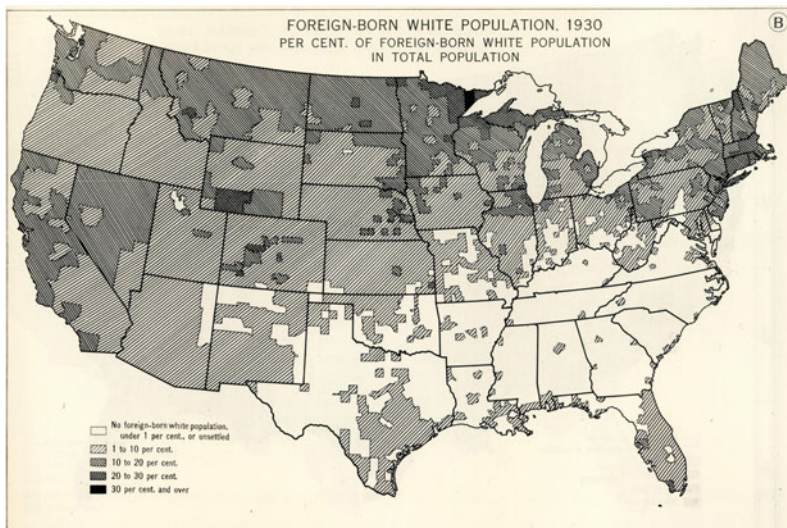 FOREIGN-BORN WHITE POPULATION, 1930
PER CENT. OF FOREIGN-BORN WHITE POPULATION
IN TOTAL POPULATION
B
No foreign-born white population,
under 1 per cent., or unsettled
1 to 10 per cent.
10 to 20 per cent.
20 to 30 per cent.
30 per cent. and over